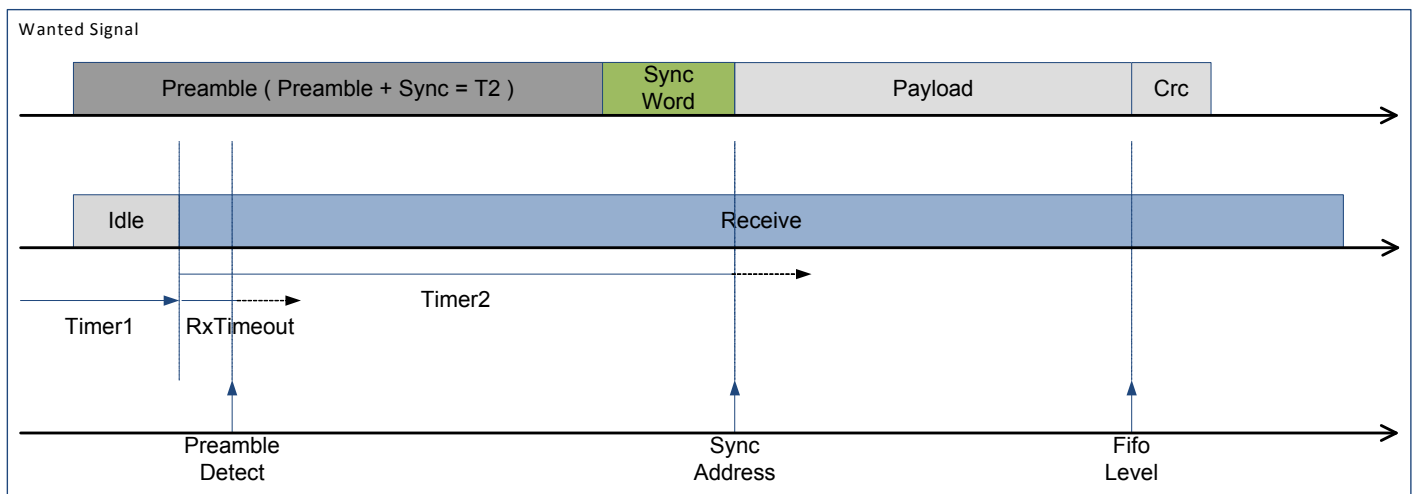 Wanted Signal
Preamble ( Preamble + Sync = T2 )
Sync
Word
Payload
Crc
Idle
Receive
Timer2
Timer1
RxTimeout
Preamble
Detect
Sync
Address
Fifo
Level